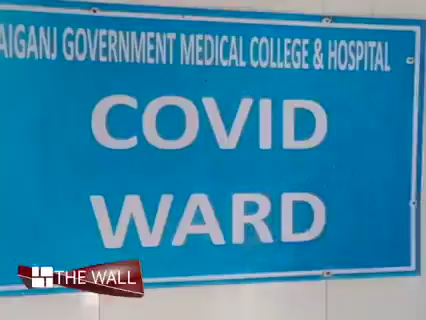 AIGANJ GOVERNMENT MEDICAL COLLEGE & HOSPITAL
COVID
WARD
THE WALL